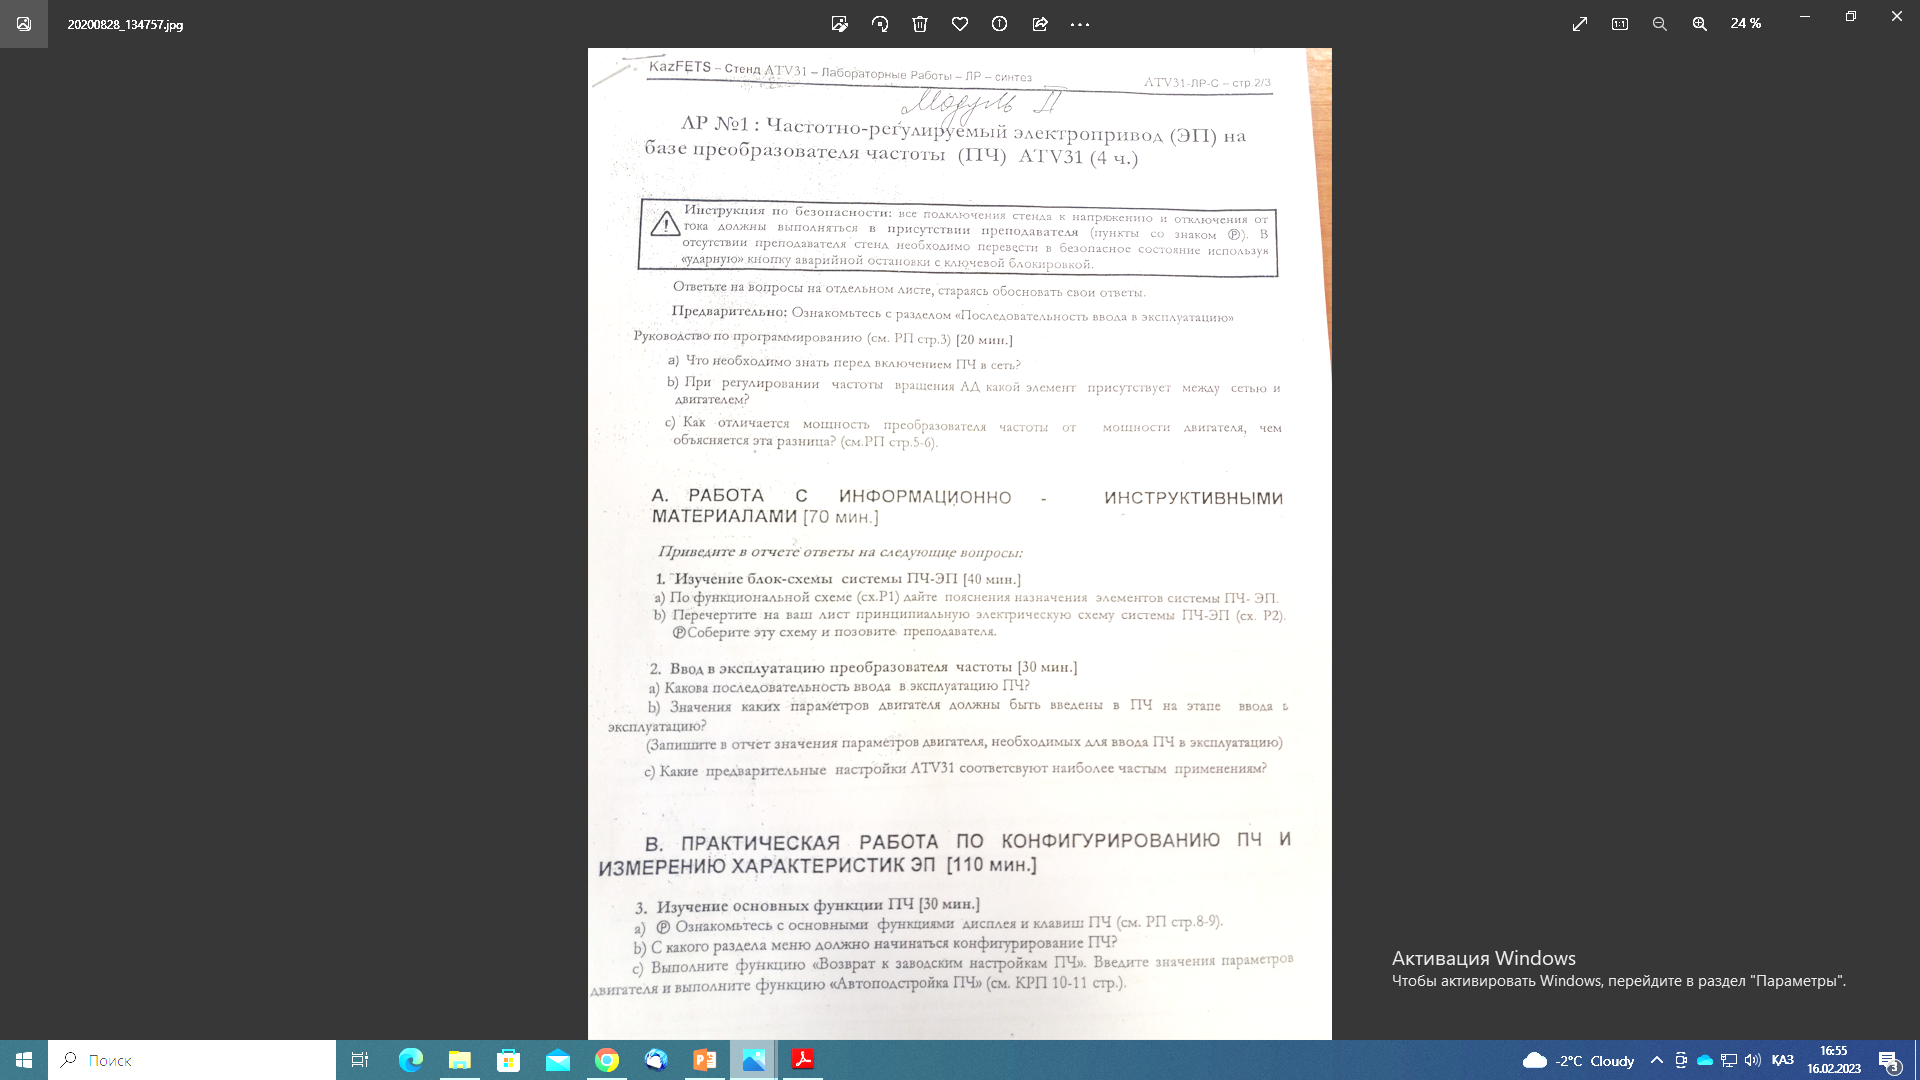 20200828_134757.jpg
24 %
KazFETS – Стенд ATV31 – Лабораторные Работы – ЛР – синтез
ATV31-ЛР-С – стр.2/3
Модуль II
ЛР №1 : Частотно-регулируемый электропривод (ЭП) на
базе преобразователя частоты (ПЧ) ATV31 (4 ч.)
Инструкция по безопасности: все подключения стенда к напряжению и отключения от
тока должны выполняться в присутствии преподавателя (пункты со знаком Ⓟ). В
отсутствии преподавателя стенд необходимо перевести в безопасное состояние используя
«ударную» кнопку аварийной остановки с ключевой блокировкой.
Ответьте на вопросы на отдельном листе, стараясь обосновать свои ответы.
Предварительно: Ознакомьтесь с разделом «Последовательность ввода в эксплуатацию»
Руководство по программированию (см. РП стр.3) [20 мин.]
a) Что необходимо знать перед включением ПЧ в сеть?
b) При регулировании частоты вращения АД какой элемент присутствует между сетью и
двигателем?
c) Как отличается мощность преобразователя частоты от мощности двигателя, чем
объясняется эта разница? (см.РП стр.5-6).
А. РАБОТА С ИНФОРМАЦИОННО - ИНСТРУКТИВНЫМИ
МАТЕРИАЛАМИ [70 мин.]
Приведите в отчете ответы на следующие вопросы:
1. Изучение блок-схемы системы ПЧ-ЭП [40 мин.]
a) По функциональной схеме (сх.Р1) дайте пояснения назначения элементов системы ПЧ- ЭП.
b) Перечертите на ваш лист принципиальную электрическую схему системы ПЧ-ЭП (сх. Р2).
ⓅСоберите эту схему и позовите преподавателя.
2. Ввод в эксплуатацию преобразователя частоты [30 мин.]
a) Какова последовательность ввода в эксплуатацию ПЧ?
b) Значения каких параметров двигателя должны быть введены в ПЧ на этапе ввода в
эксплуатацию?
(Запишите в отчет значения параметров двигателя, необходимых для ввода ПЧ в эксплуатацию)
c) Какие предварительные настройки ATV31 соответсвуют наиболее частым применениям?
В. ПРАКТИЧЕСКАЯ РАБОТА ПО КОНФИГУРИРОВАНИЮ ПЧ И
ИЗМЕРЕНИЮ ХАРАКТЕРИСТИК ЭП [110 мин.]
3. Изучение основных функции ПЧ [30 мин.]
a) Ⓟ Ознакомьтесь с основными функциями дисплея и клавиш ПЧ (см. РП стр.8-9).
b) С какого раздела меню должно начинаться конфигурирование ПЧ?
c) Выполните функцию «Возврат к заводским настройкам ПЧ». Введите значения параметров
двигателя и выполните функцию «Автоподстройка ПЧ» (см. КРП 10-11 стр.).
Активация Windows
Чтобы активировать Windows, перейдите в раздел "Параметры".
Поиск
-2°C Cloudy
ҚАЗ
16:55
16.02.2023
3